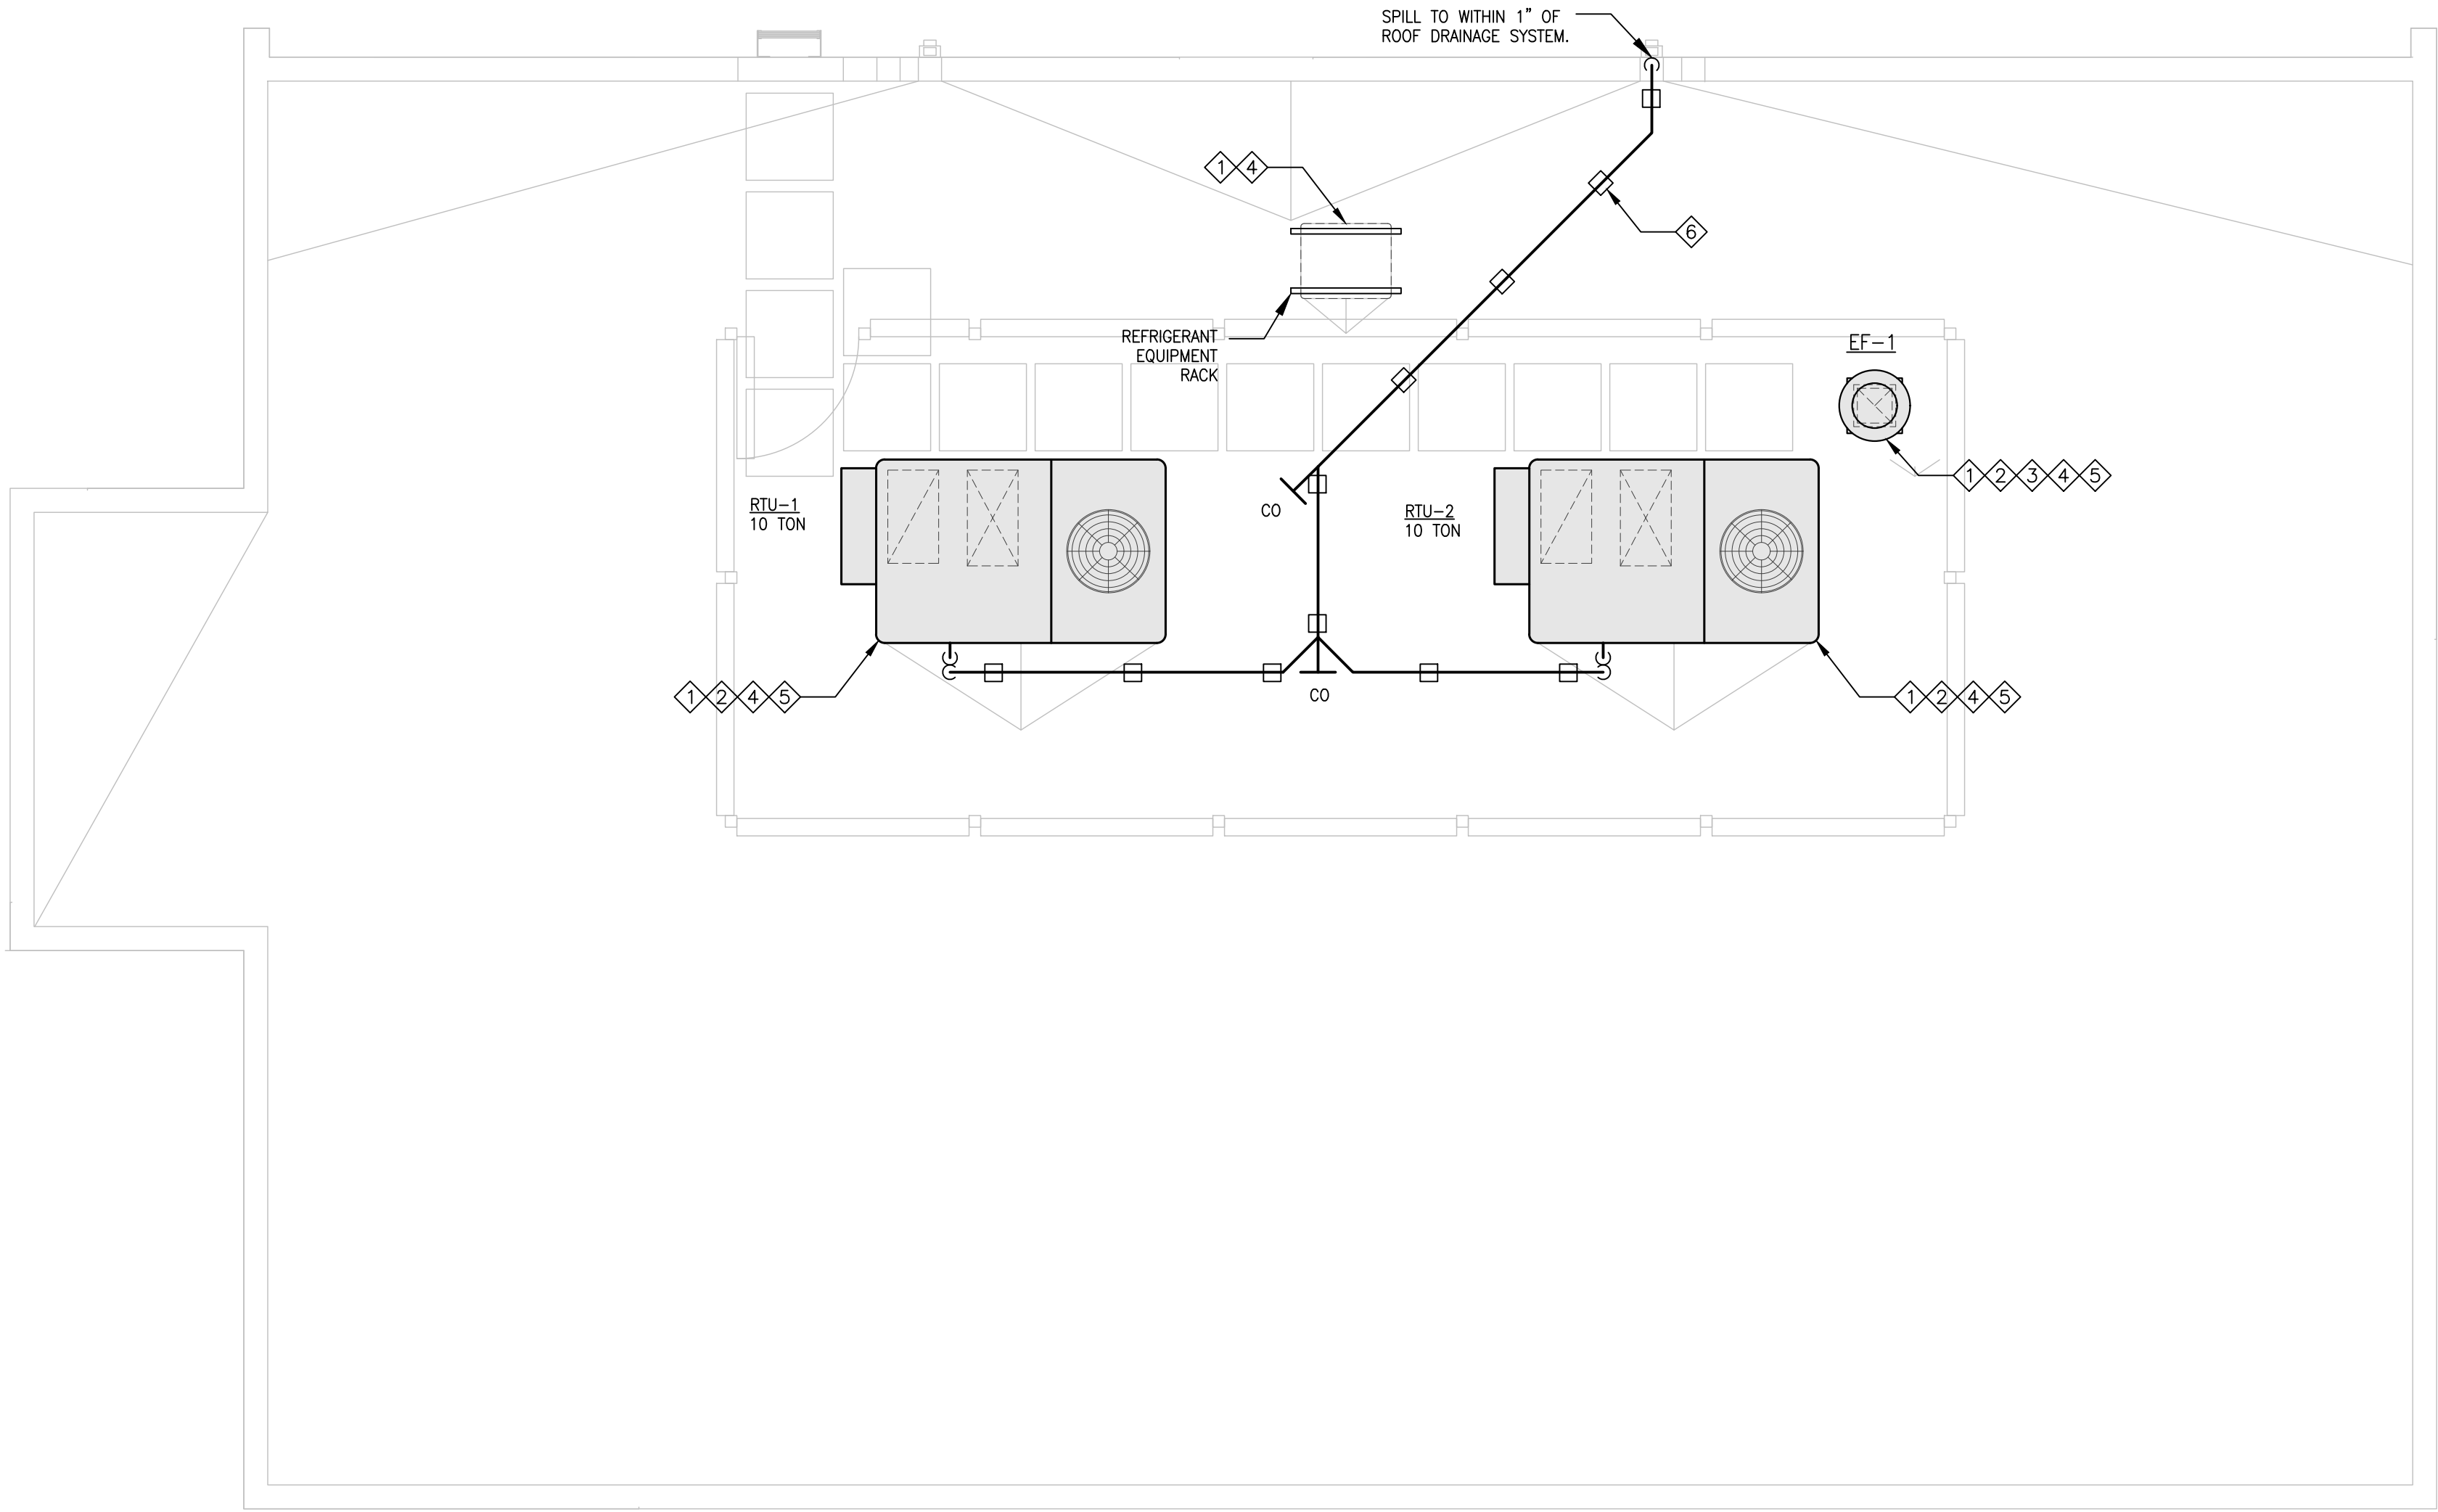 SPILL TO WITHIN 1" OF
ROOF DRAINAGE SYSTEM.
1 4
6
REFRIGERANT
EQUIPMENT
RACK
EF-1
1 2 3 4 5
RTU-1
10 TON
CO
RTU-2
10 TON
CO
1 2 4 5
1 2 4 5